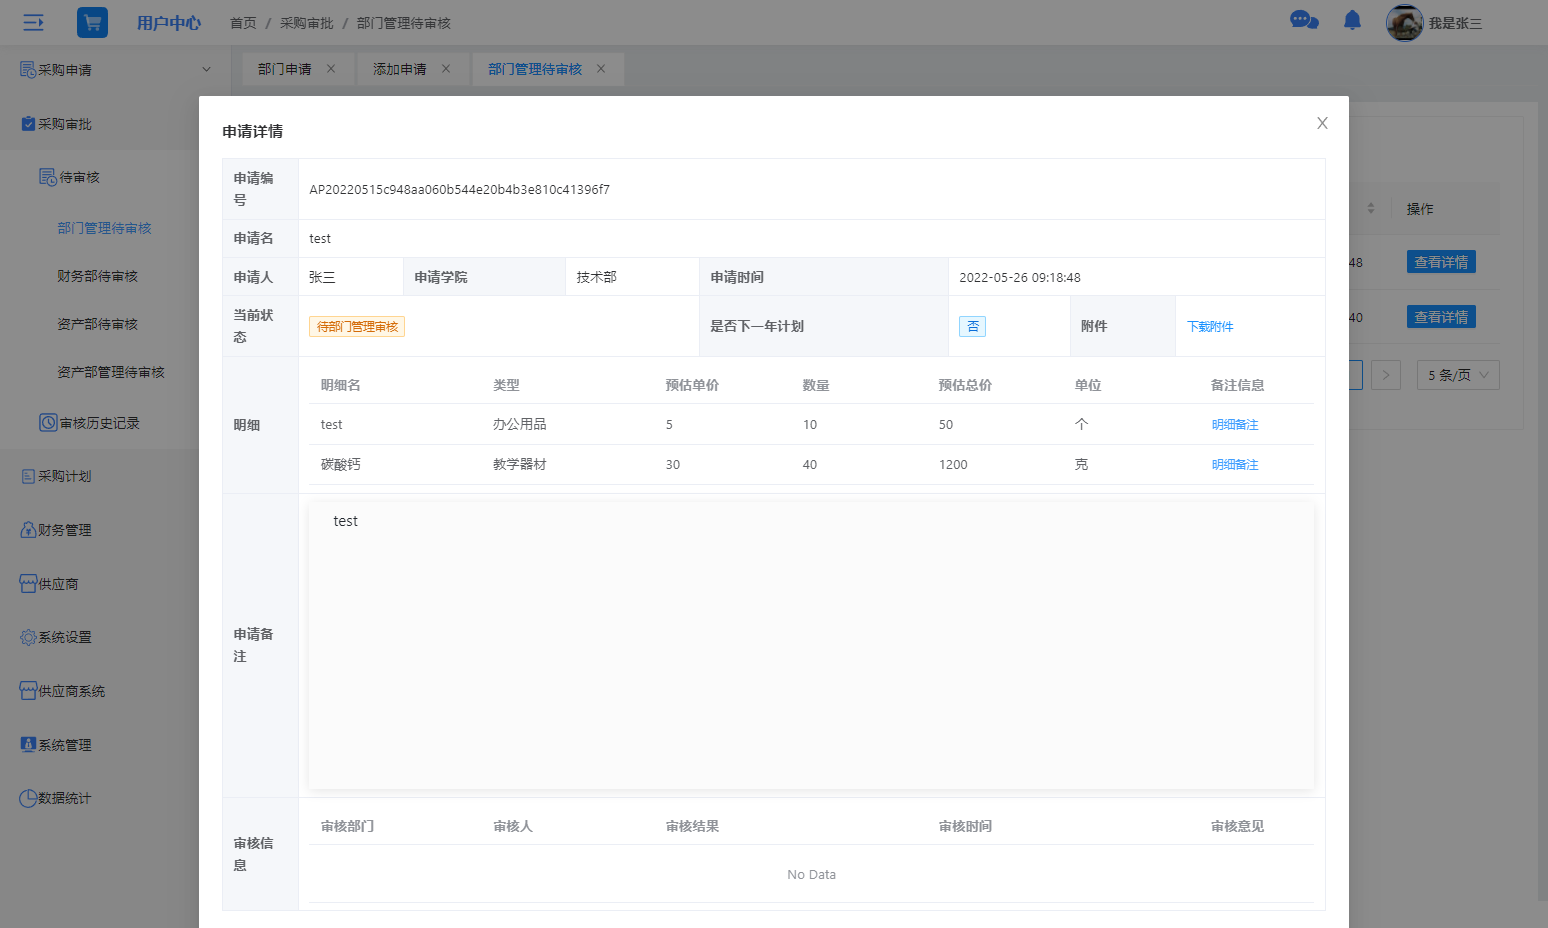 用户中心
首页 / 采购审批 / 部门管理待审核
我是张三
采购申请
采购审批
待审核
部门管理待审核
财务部待审核
资产部待审核
资产部管理待审核
审核历史记录
采购计划
财务管理
供应商
系统设置
供应商系统
系统管理
数据统计
部门申请
添加申请
部门管理待审核
操作
48
查看详情
40
查看详情
5 条/页
申请详情
申请编号
AP20220515c948aa060b544e20b4b3e810c41396f7
申请名
test
申请人
张三
申请学院
技术部
申请时间
2022-05-26 09:18:48
当前状态
待部门管理审核
是否下一年计划
否
附件
下载附件
明细
明细名 类型 预估单价 数量 预估总价 单位 备注信息
test 办公用品 5 10 50 个 明细备注
碳酸钙 教学器材 30 40 1200 克 明细备注
申请备注
test
审核信息
审核部门 审核人 审核结果 审核时间 审核意见
No Data